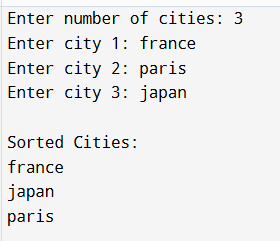 Enter number of cities: 3
Enter city 1: france
Enter city 2: paris
Enter city 3: japan

Sorted Cities:
france
japan
paris